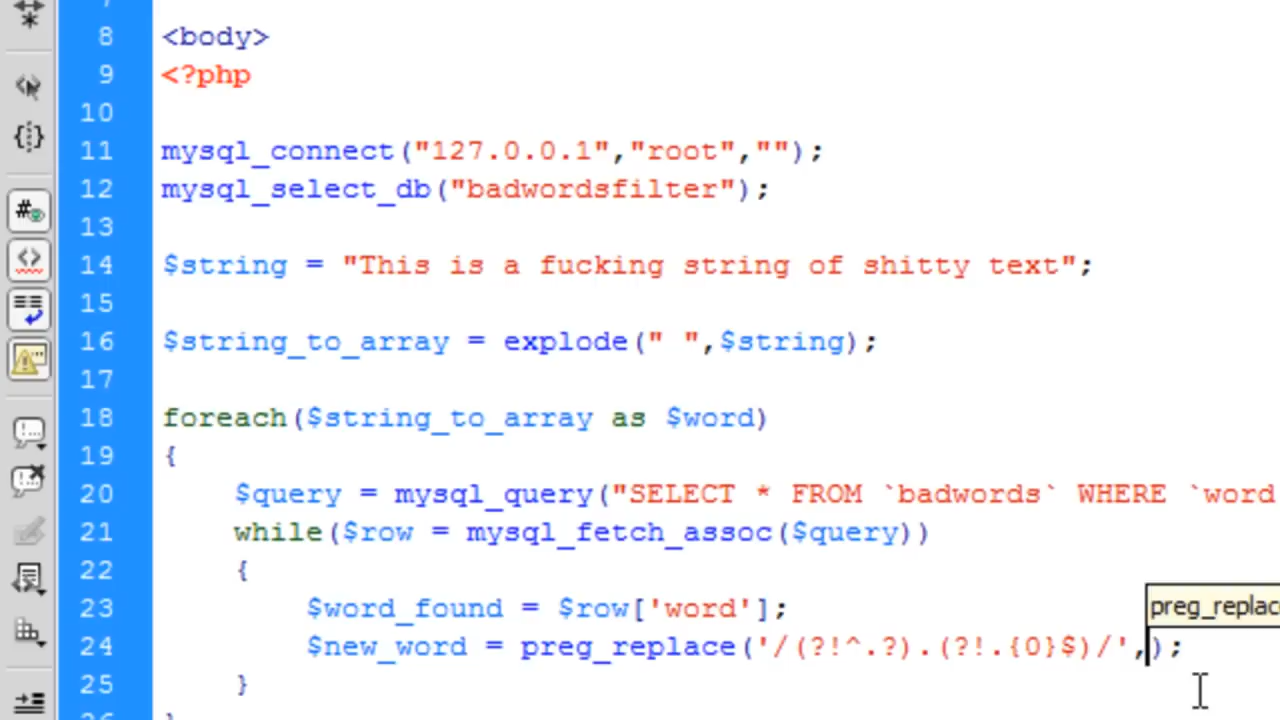 7
8 <body>
9 <?php
10
11 mysql_connect("127.0.0.1","root","");
12 mysql_select_db("badwordsfilter");
13
14 $string = "This is a fucking string of shitty text";
15
16 $string_to_array = explode(" ",$string);
17
18 foreach($string_to_array as $word)
19 {
20 $query = mysql_query("SELECT * FROM `badwords` WHERE `word
21 while($row = mysql_fetch_assoc($query))
22 {
23 $word_found = $row['word'];
preg_replac
24 $new_word = preg_replace('/(?!^.?).(?!.{0}$)/',);
25 }
26 }